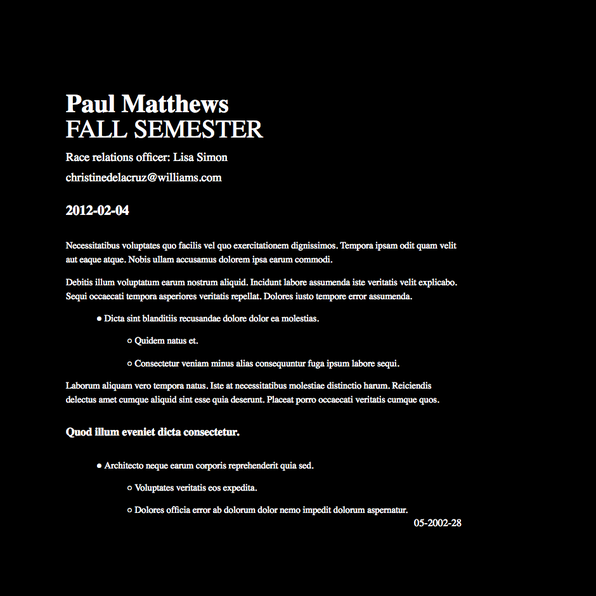 Paul Matthews
FALL SEMESTER
Race relations officer: Lisa Simon
christinedelacruz@williams.com
2012-02-04
Necessitatibus voluptates quo facilis vel quo exercitationem dignissimos. Tempora ipsam odit quam velit
aut eaque atque. Nobis ullam accusamus dolorem ipsa earum commodi.
Debitis illum voluptatum earum nostrum aliquid. Incidunt labore assumenda iste veritatis velit explicabo.
Sequi occaecati tempora asperiores veritatis repellat. Dolores iusto tempore error assumenda.
● Dicta sint blanditiis recusandae dolore dolor ea molestias.
○ Quidem natus et.
○ Consectetur veniam minus alias consequuntur fuga ipsum labore sequi.
Laborum aliquam vero tempora natus. Iste at necessitatibus molestiae distinctio harum. Reiciendis
delectus amet cumque aliquid sint esse quia deserunt. Placeat porro occaecati veritatis cumque quos.
Quod illum eveniet dicta consectetur.
● Architecto neque earum corporis reprehenderit quia sed.
○ Voluptates veritatis eos expedita.
○ Dolores officia error ab dolorum dolor nemo impedit dolorum aspernatur.
05-2002-28